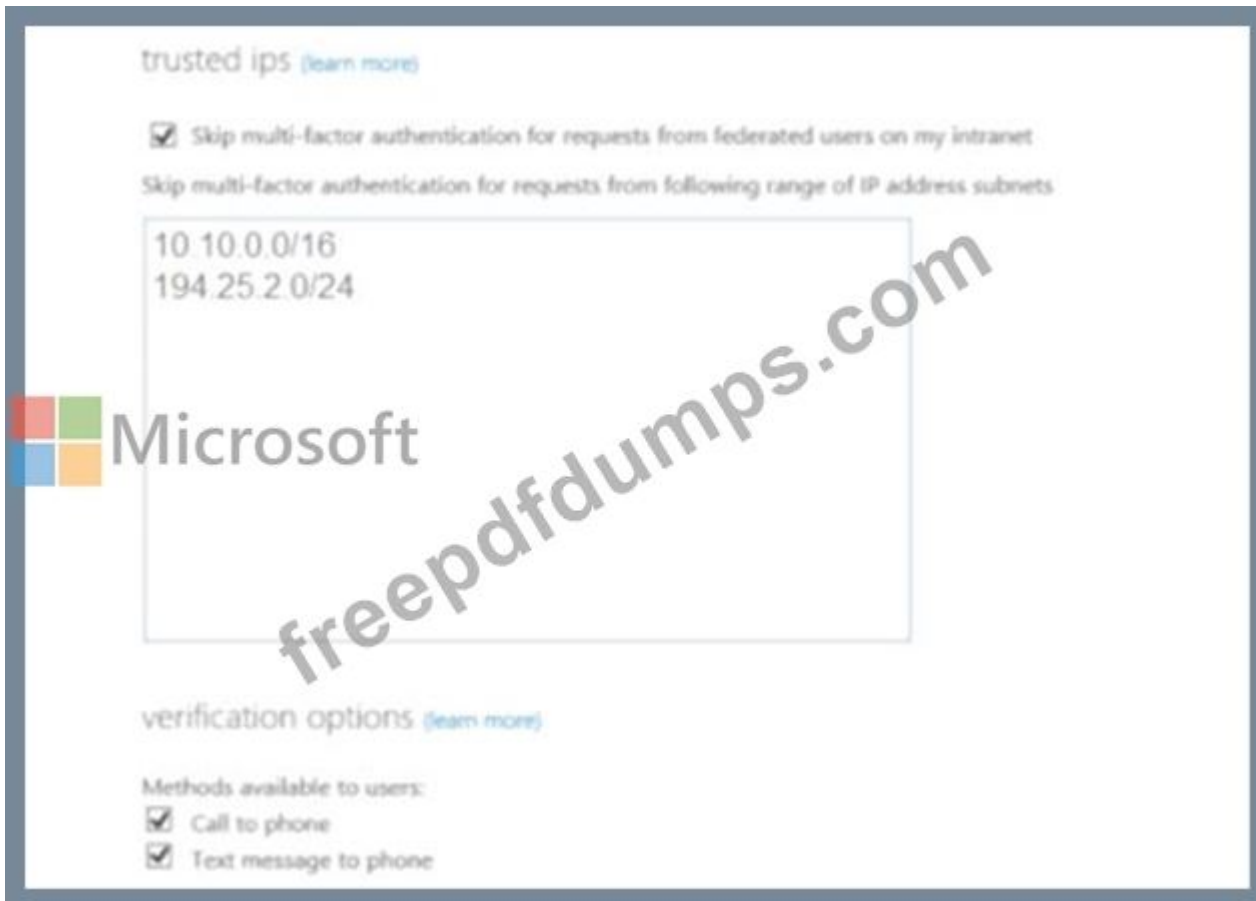 trusted ips (learn more)
Skip multi-factor authentication for requests from federated users on my intranet
Skip multi-factor authentication for requests from following range of IP address subnets
10.10.0.0/16
194.25.2.0/24
Microsoft
freepdfdumps.com
verification options (learn more)
Methods available to users:
Call to phone
Text message to phone